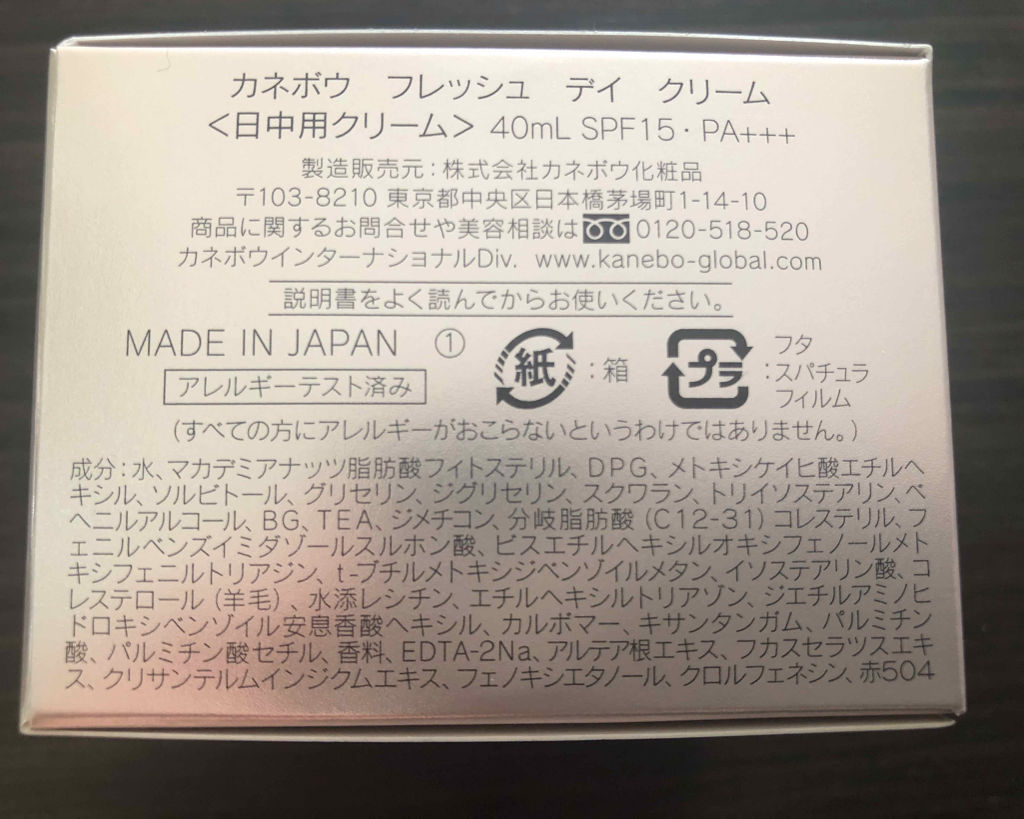 カネボウ　フレッシュ　デイ　クリーム
＜日中用クリーム＞ 40mL SPF15・PA+++
製造販売元：株式会社カネボウ化粧品
〒103-8210 東京都中央区日本橋茅場町1-14-10
商品に関するお問合せや美容相談は 0120-518-520
カネボウインターナショナルDiv. www.kanebo-global.com
説明書をよく読んでからお使いください。
MADE IN JAPAN ①
紙：箱
プラ：フタ
スパチュラ
フィルム
アレルギーテスト済み
（すべての方にアレルギーがおこらないというわけではありません。）
成分：水、マカデミアナッツ脂肪酸フィトステリル、DPG、メトキシケイヒ酸エチルヘ
キシル、ソルビトール、グリセリン、ジグリセリン、スクワラン、トリイソステアリン、ベ
ヘニルアルコール、BG、TEA、ジメチコン、分岐脂肪酸（C12-31）コレステリル、フ
ェニルベンズイミダゾールスルホン酸、ビスエチルヘキシルオキシフェノールメト
キシフェニルトリアジン、t-ブチルメトキシジベンゾイルメタン、イソステアリン酸、コ
レステロール（羊毛）、水添レシチン、エチルヘキシルトリアゾン、ジエチルアミノヒ
ドロキシベンゾイル安息香酸ヘキシル、カルボマー、キサンタンガム、パルミチン
酸、パルミチン酸セチル、香料、EDTA-2Na、アルテア根エキス、フカスセラツスエキ
ス、クリサンテルムインジクムエキス、フェノキシエタノール、クロルフェネシン、赤504